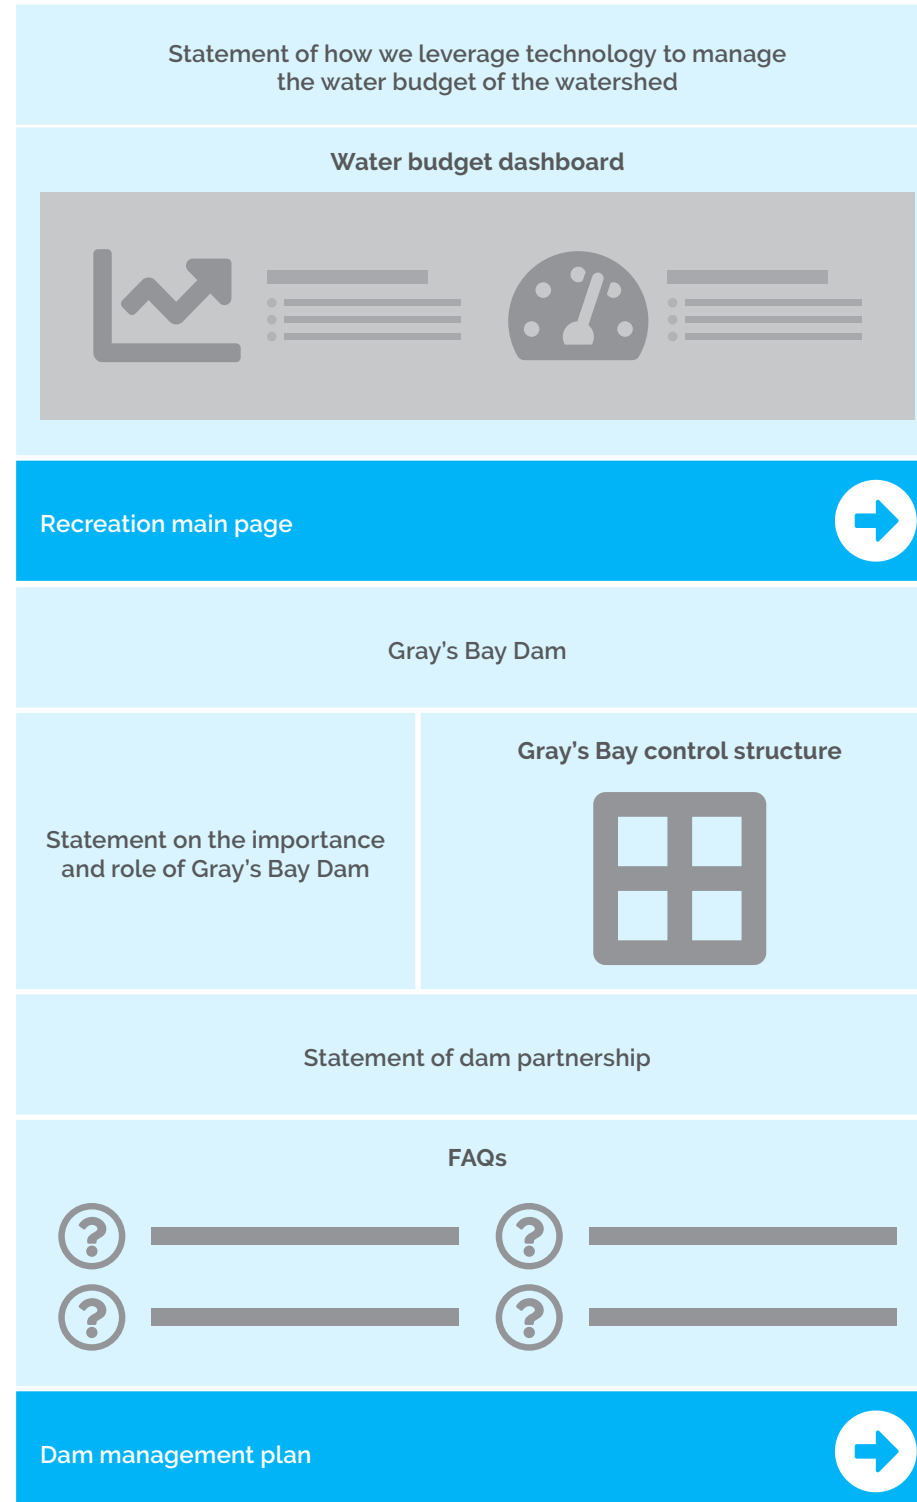 Statement of how we leverage technology to manage
the water budget of the watershed
Water budget dashboard
Recreation main page
Gray’s Bay Dam
Statement on the importance
and role of Gray’s Bay Dam
Gray’s Bay control structure
Statement of dam partnership
FAQs
?
?
?
?
Dam management plan